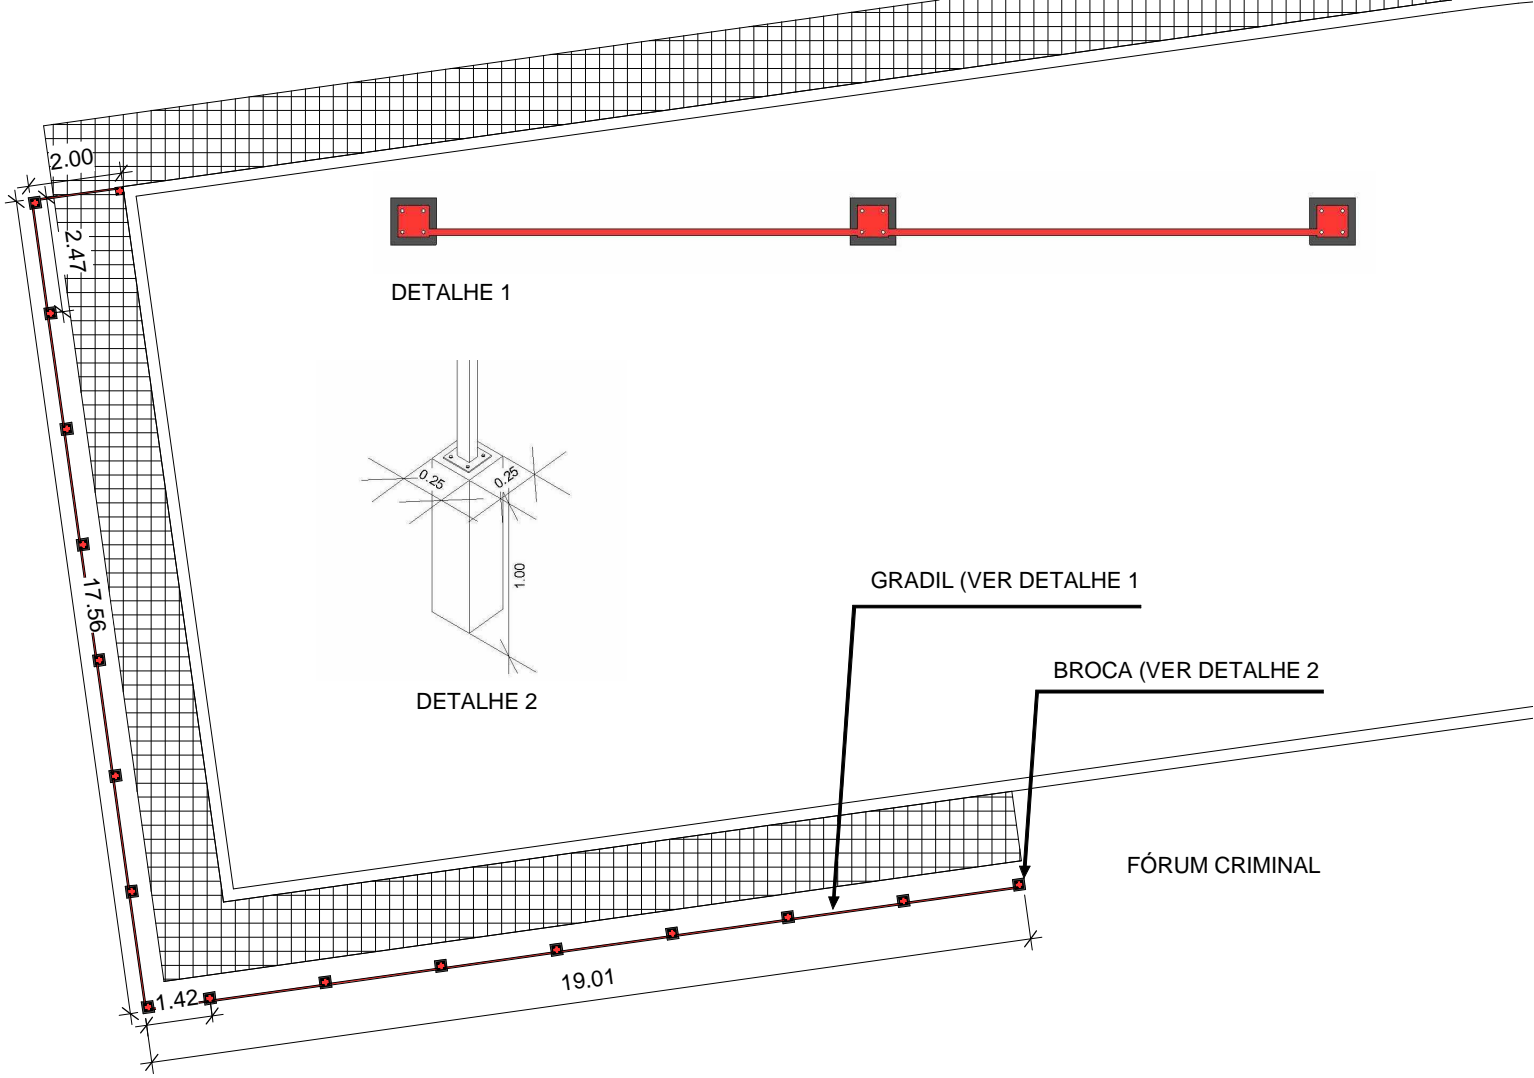 2.00
2.47
DETALHE 1
0.25
0.25
1.00
GRADIL (VER DETALHE 1
17.56
BROCA (VER DETALHE 2
DETALHE 2
FÓRUM CRIMINAL
19.01
1.42